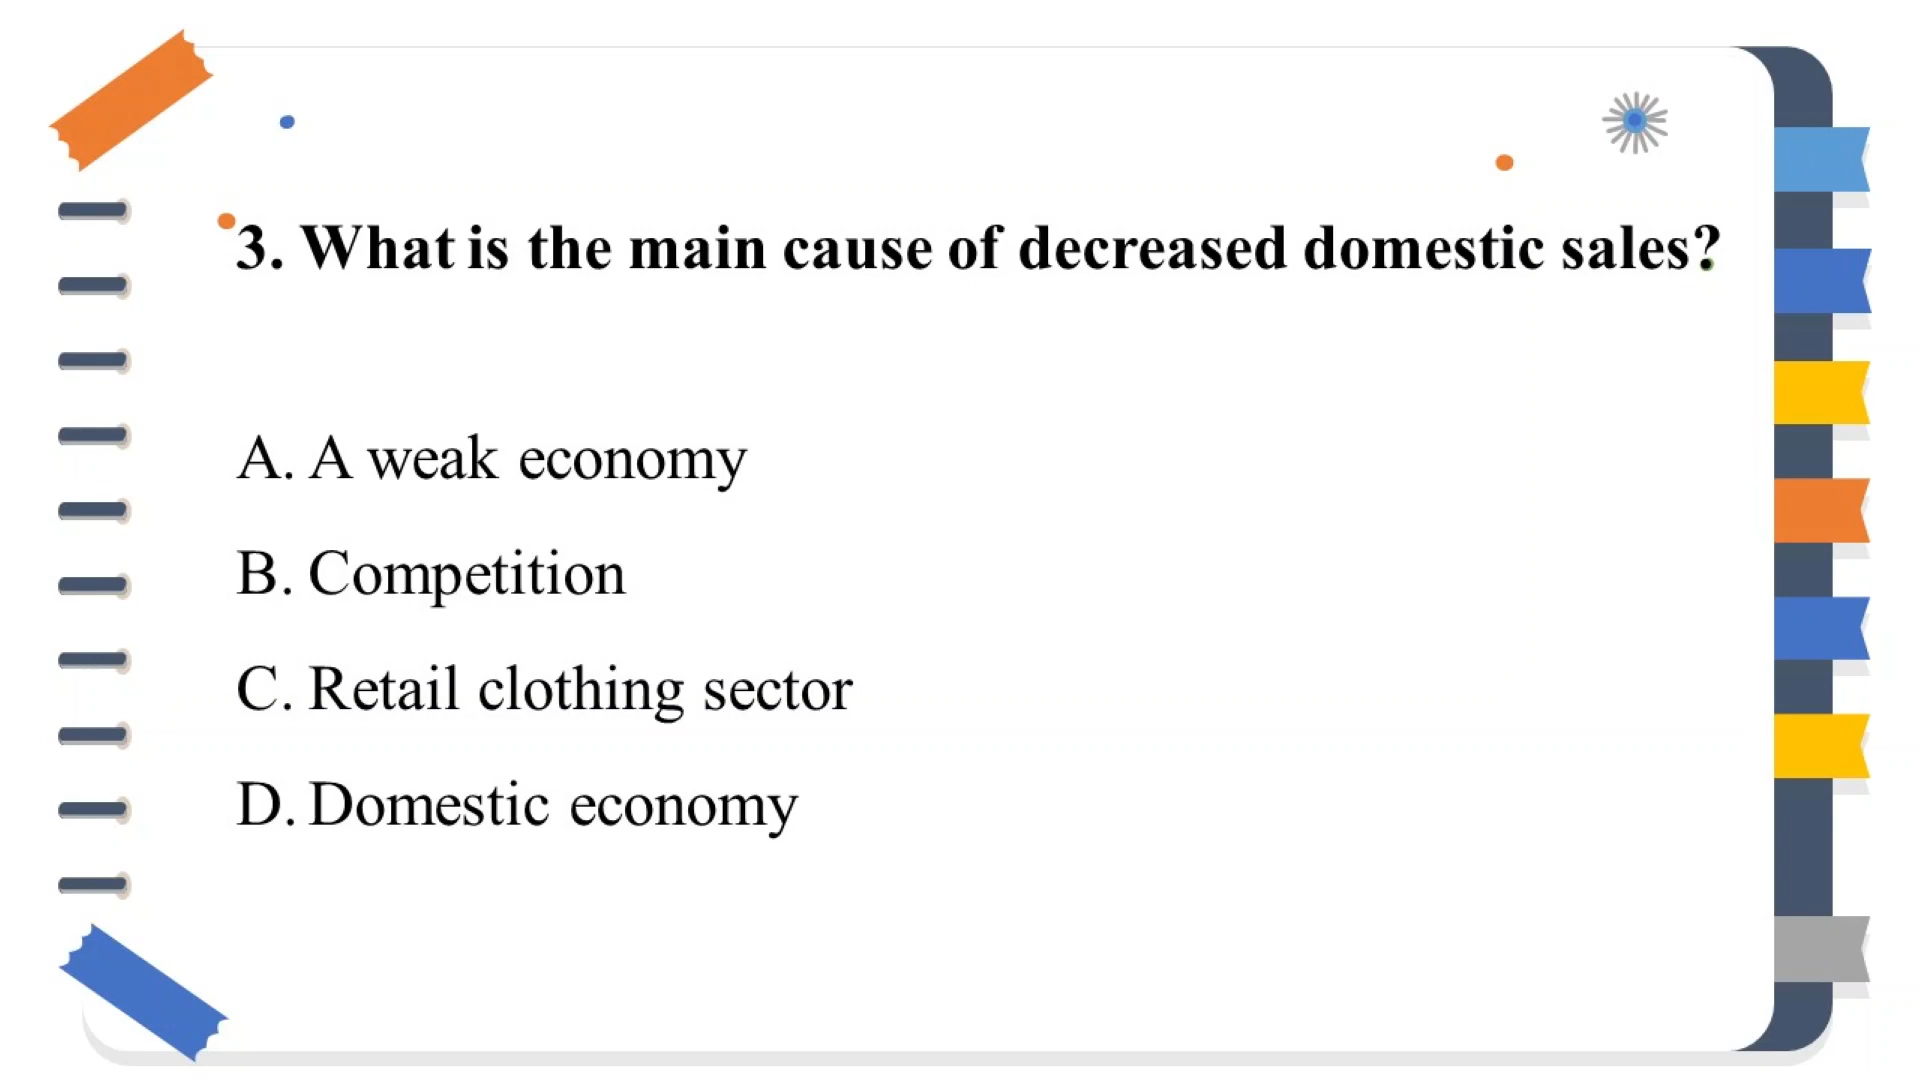 3. What is the main cause of decreased domestic sales?
A. A weak economy
B. Competition
C. Retail clothing sector
D. Domestic economy